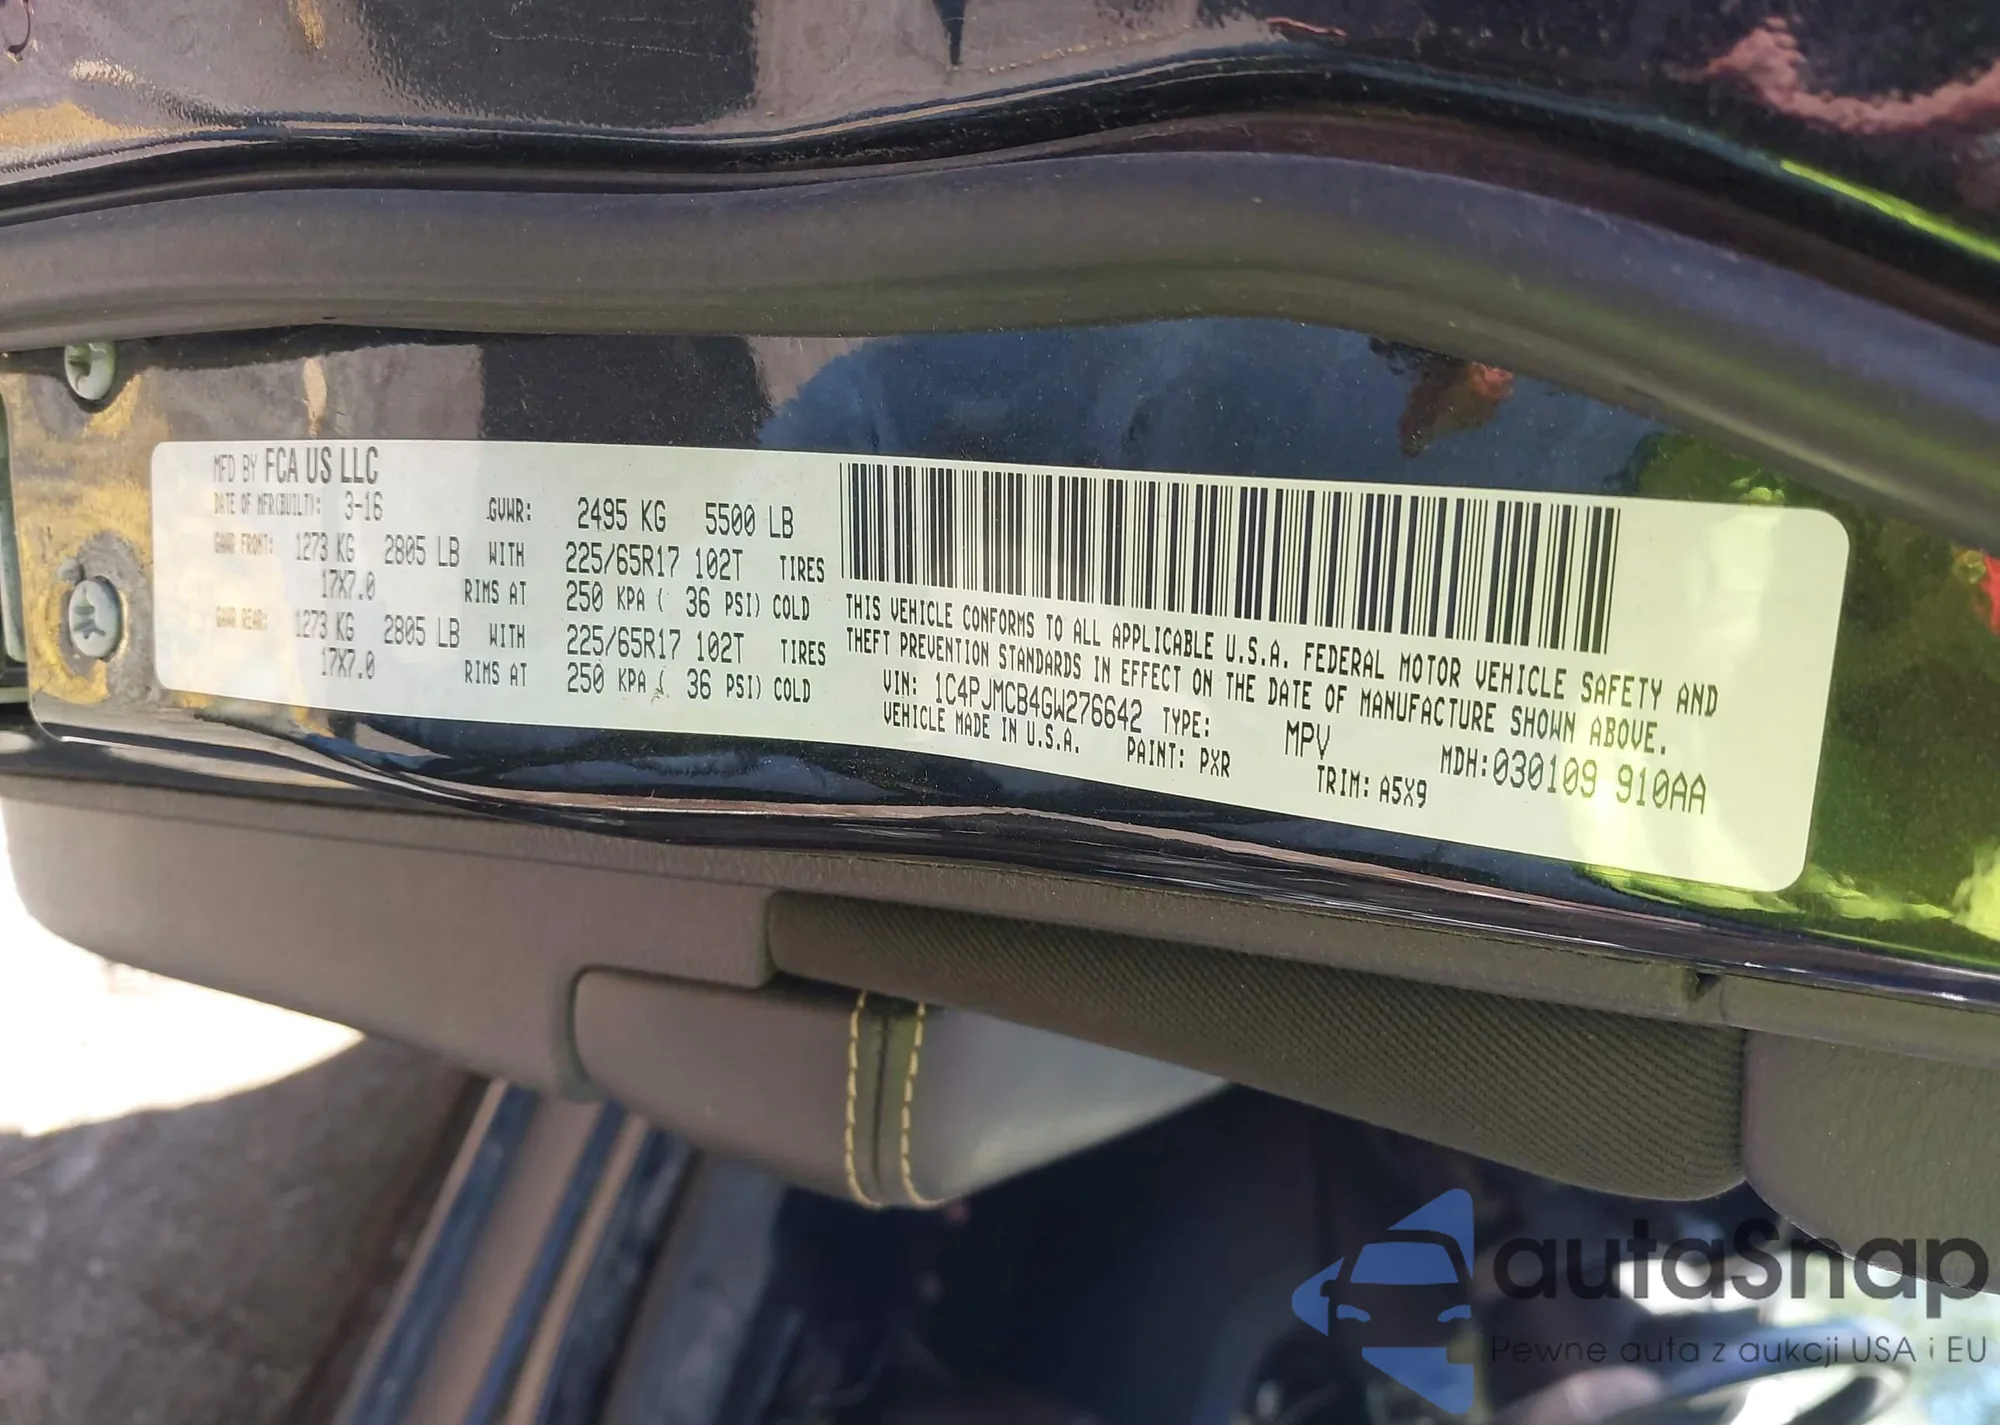 MFD BY FCA US LLC
DATE OF MFR(BUILT): 3-16 GVWR: 2495 KG 5500 LB
GAWR FRONT: 1273 KG 2805 LB WITH 225/65R17 102T TIRES
17X7.0 RIMS AT 250 KPA ( 36 PSI) COLD
GAWR REAR: 1273 KG 2805 LB WITH 225/65R17 102T TIRES
17X7.0 RIMS AT 250 KPA ( 36 PSI) COLD
THIS VEHICLE CONFORMS TO ALL APPLICABLE U.S.A. FEDERAL MOTOR VEHICLE SAFETY AND
THEFT PREVENTION STANDARDS IN EFFECT ON THE DATE OF MANUFACTURE SHOWN ABOVE.
VIN: 1C4PJMCB4GW276642 TYPE: MPV MDH:030109 910AA
VEHICLE MADE IN U.S.A. PAINT: PXR TRIM: A5X9
autaSnap
Pewne auta z aukcji USA i EU